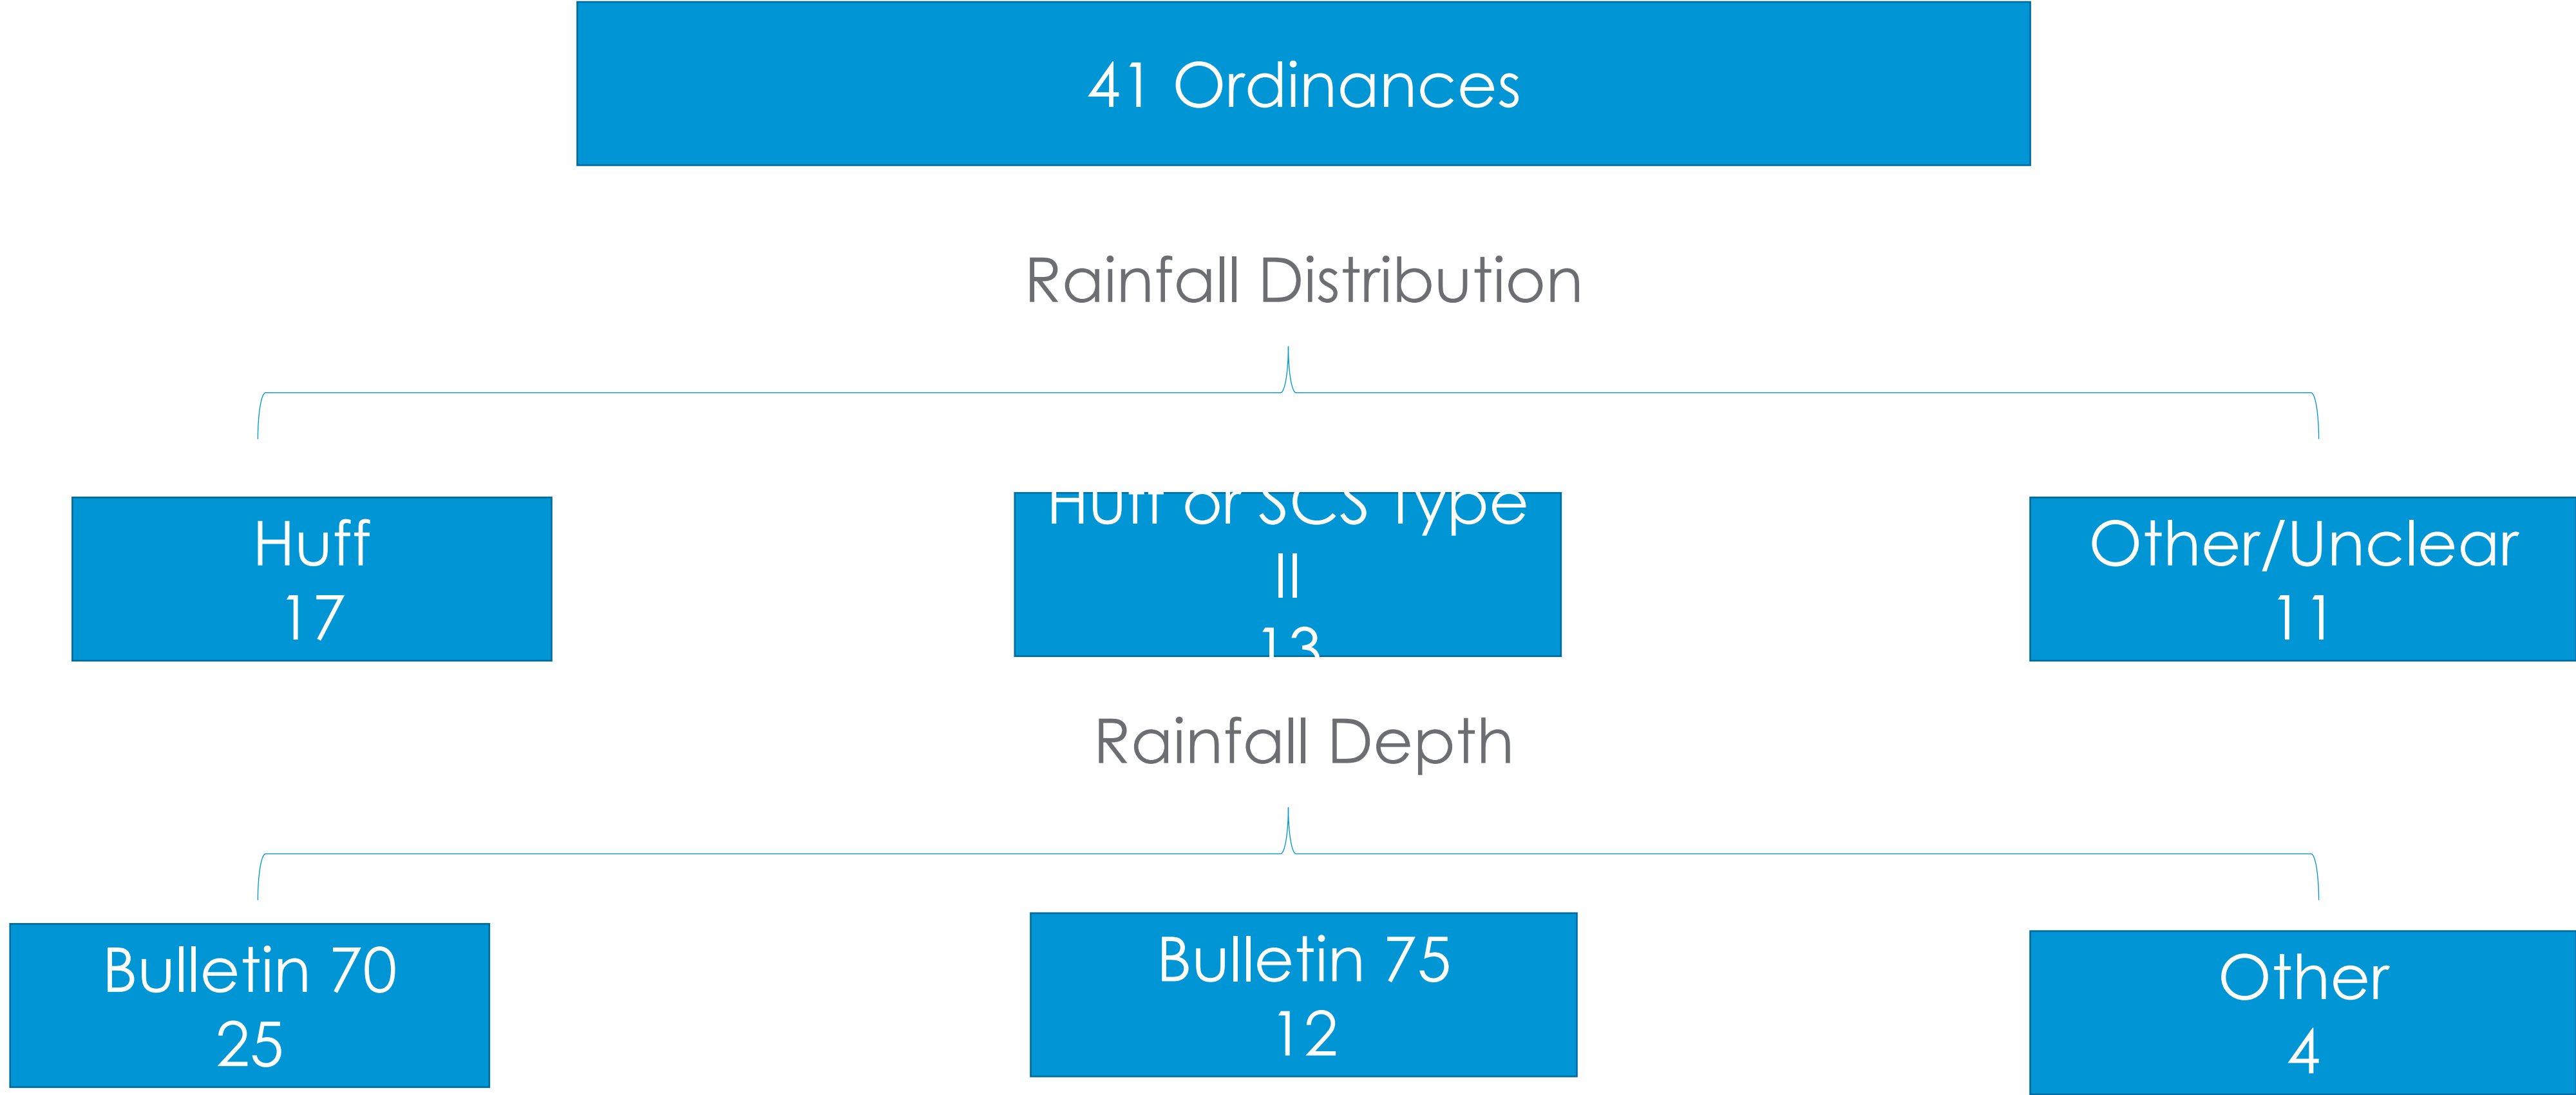 41 Ordinances
Rainfall Distribution
Huff
17
Huff or SCS Type
II
13
Other/Unclear
11
Rainfall Depth
Bulletin 70
25
Bulletin 75
12
Other
4